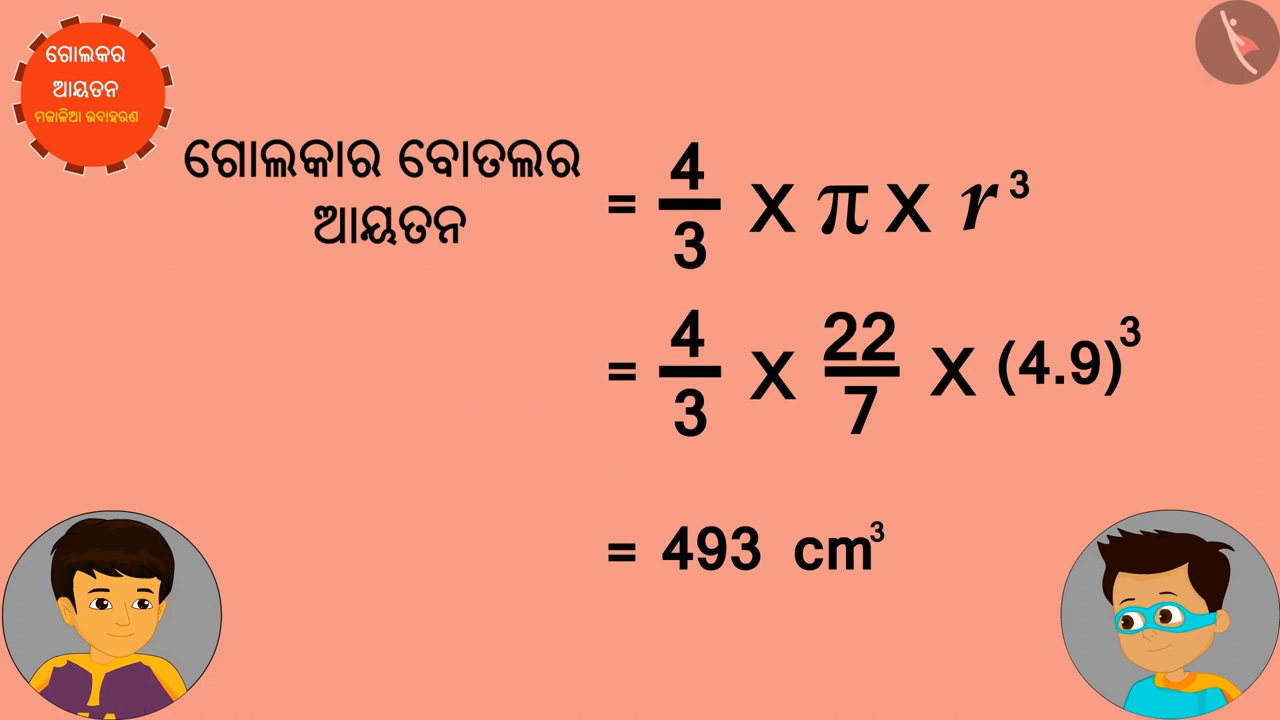 ଗୋଲକର
ଆୟତନ
ମଜାଳିଆ ଉଦାହରଣ
ଗୋଲକାର ବୋତଲର
ଆୟତନ
= 4/3 x π x r³
= 4/3 x 22/7 x (4.9)³
= 493 cm³